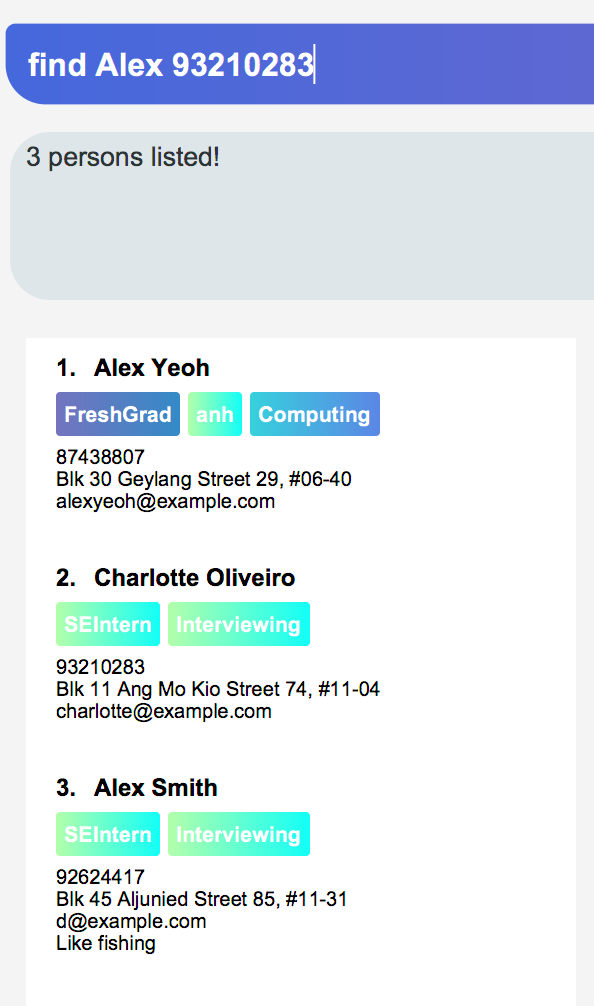 find Alex 93210283
3 persons listed!
1. Alex Yeoh
FreshGrad anh Computing
87438807
Blk 30 Geylang Street 29, #06-40
alexyeoh@example.com
2. Charlotte Oliveiro
SEIntern Interviewing
93210283
Blk 11 Ang Mo Kio Street 74, #11-04
charlotte@example.com
3. Alex Smith
SEIntern Interviewing
92624417
Blk 45 Aljunied Street 85, #11-31
d@example.com
Like fishing